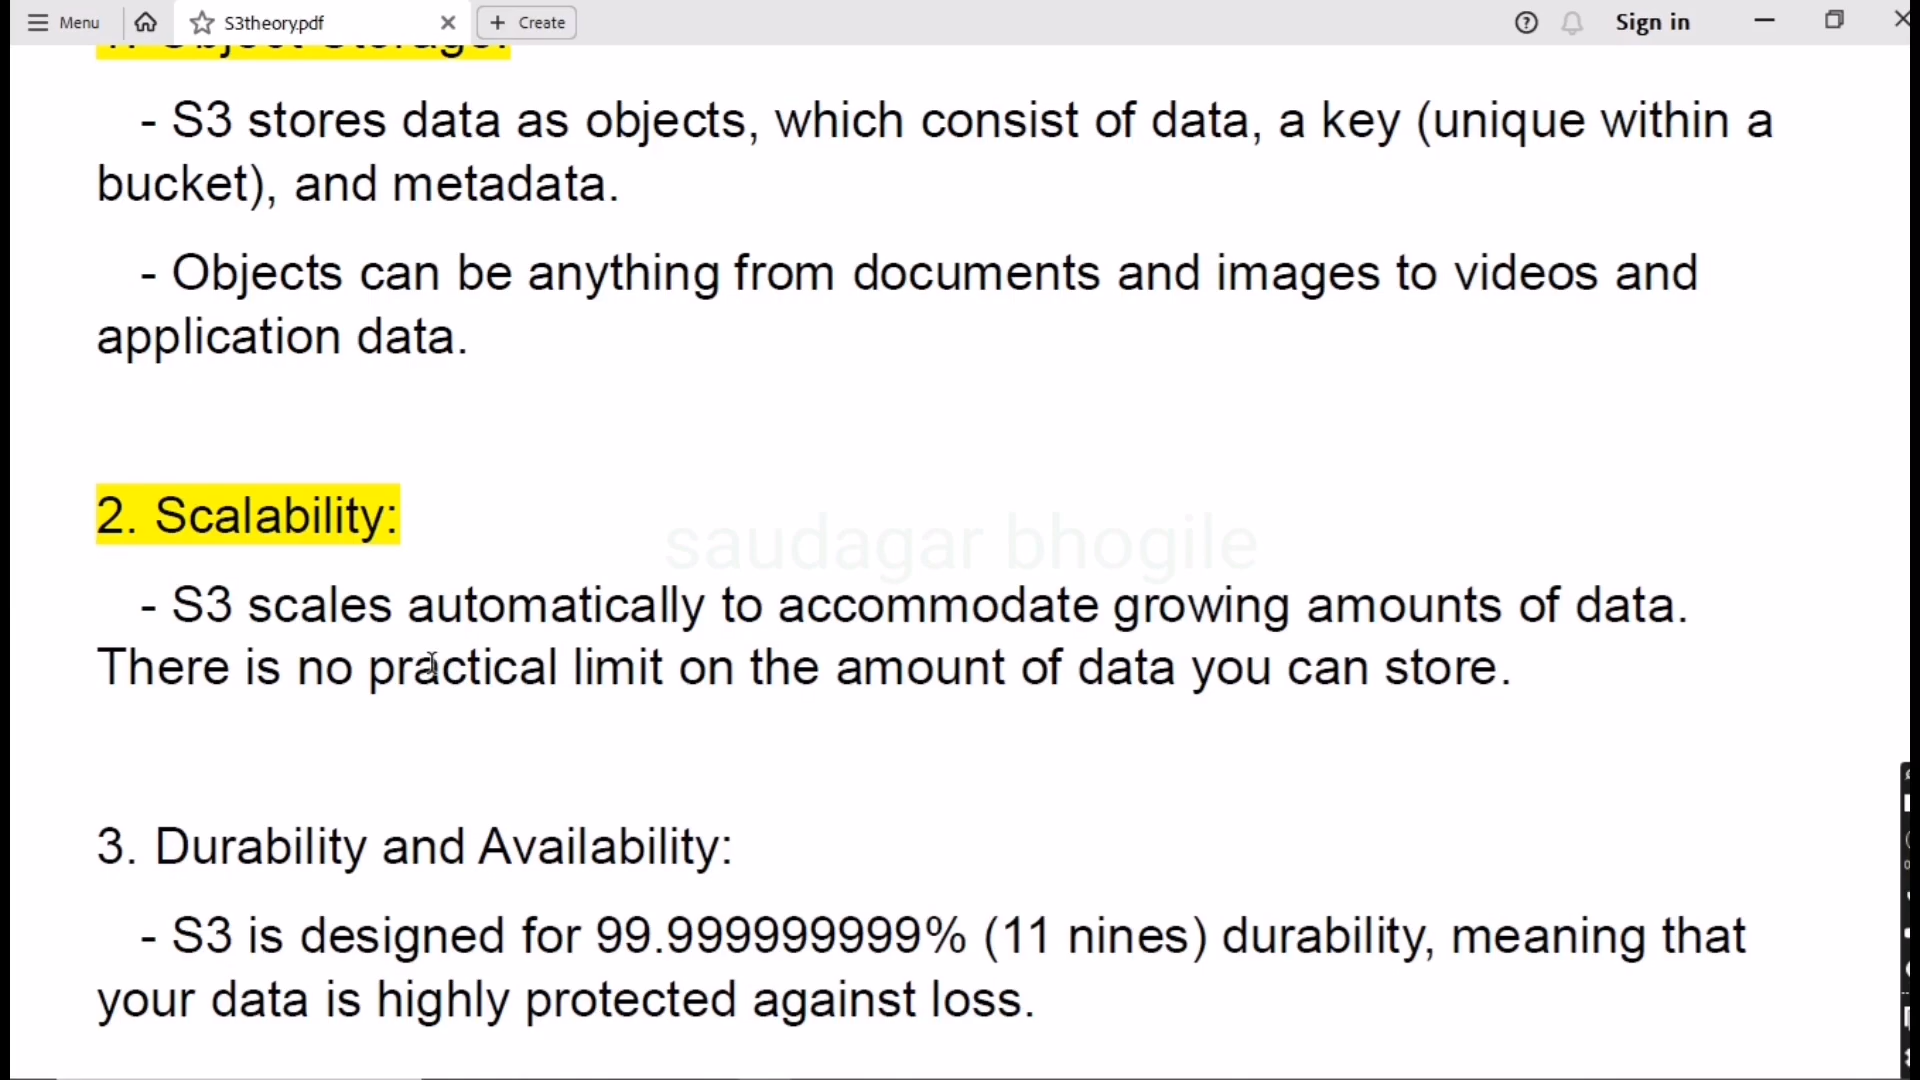 Menu
S3theory.pdf
Create
Sign in
1. Object Storage:
- S3 stores data as objects, which consist of data, a key (unique within a
bucket), and metadata.
- Objects can be anything from documents and images to videos and
application data.
2. Scalability:
saudagar bhogile
- S3 scales automatically to accommodate growing amounts of data.
There is no practical limit on the amount of data you can store.
3. Durability and Availability:
- S3 is designed for 99.999999999% (11 nines) durability, meaning that
your data is highly protected against loss.